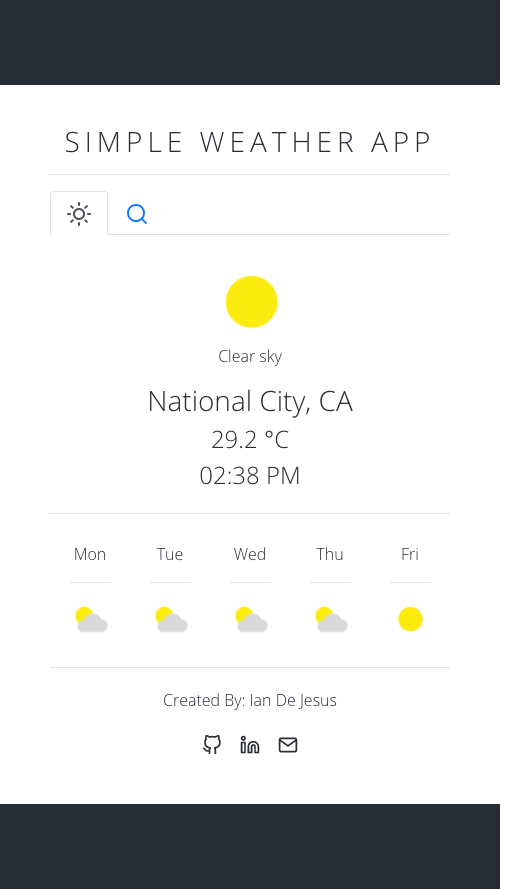 SIMPLE WEATHER APP
Clear sky
National City, CA
29.2 °C
02:38 PM
Mon Tue Wed Thu Fri
Created By: Ian De Jesus